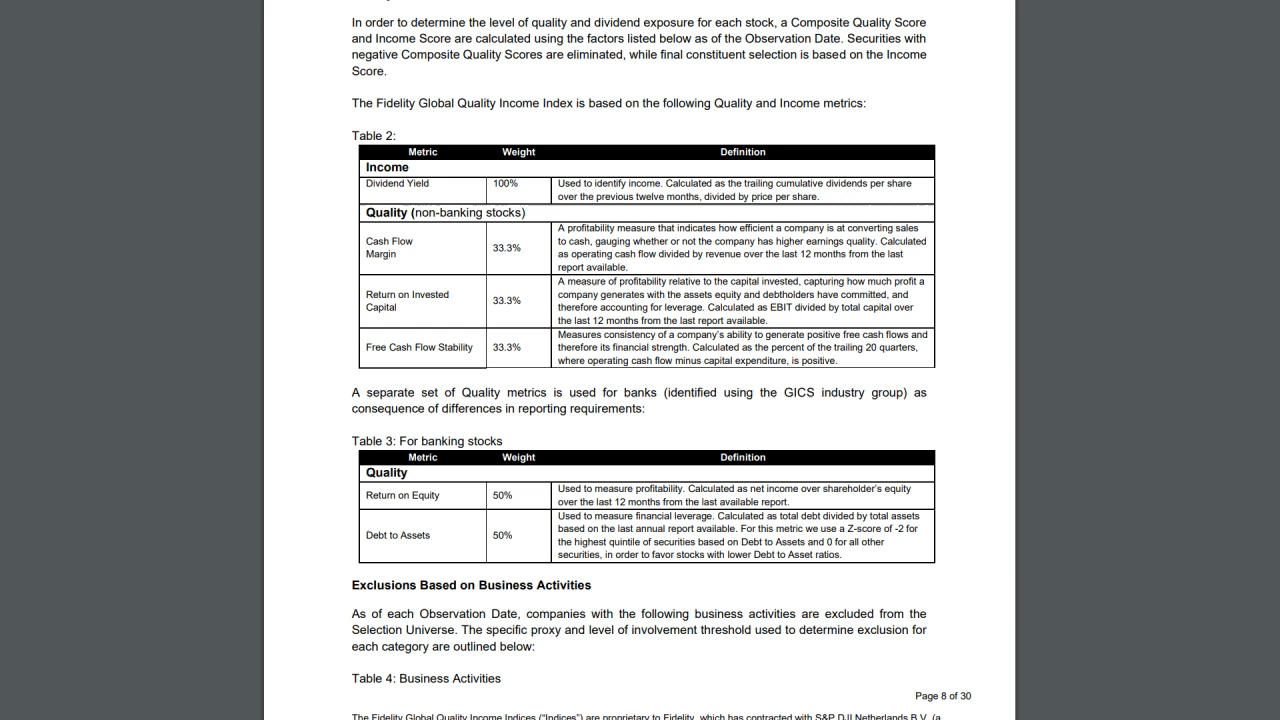 In order to determine the level of quality and dividend exposure for each stock, a Composite Quality Score
and Income Score are calculated using the factors listed below as of the Observation Date. Securities with
negative Composite Quality Scores are eliminated, while final constituent selection is based on the Income
Score.
The Fidelity Global Quality Income Index is based on the following Quality and Income metrics:
Table 2:
Metric Weight Definition
Income
Dividend Yield 100% Used to identify income. Calculated as the trailing cumulative dividends per share
over the previous twelve months, divided by price per share.
Quality (non-banking stocks)
Cash Flow
Margin
33.3%
A profitability measure that indicates how efficient a company is at converting sales
to cash, gauging whether or not the company has higher earnings quality. Calculated
as operating cash flow divided by revenue over the last 12 months from the last
report available.
Return on Invested
Capital
33.3%
A measure of profitability relative to the capital invested, capturing how much profit a
company generates with the assets equity and debtholders have committed, and
therefore accounting for leverage. Calculated as EBIT divided by total capital over
the last 12 months from the last report available.
Free Cash Flow Stability
33.3%
Measures consistency of a company's ability to generate positive free cash flows and
therefore its financial strength. Calculated as the percent of the trailing 20 quarters,
where operating cash flow minus capital expenditure, is positive.
A separate set of Quality metrics is used for banks (identified using the GICS industry group) as
consequence of differences in reporting requirements:
Table 3: For banking stocks
Metric Weight Definition
Quality
Return on Equity
50%
Used to measure profitability. Calculated as net income over shareholder's equity
over the last 12 months from the last available report.
Debt to Assets
50%
Used to measure financial leverage. Calculated as total debt divided by total assets
based on the last annual report available. For this metric we use a Z-score of -2 for
the highest quintile of securities based on Debt to Assets and 0 for all other
securities, in order to favor stocks with lower Debt to Asset ratios.
Exclusions Based on Business Activities
As of each Observation Date, companies with the following business activities are excluded from the
Selection Universe. The specific proxy and level of involvement threshold used to determine exclusion for
each category are outlined below:
Table 4: Business Activities
Page 8 of 30
The Fidelity Global Quality Income Indices ("Indices") are proprietary to Fidelity, which has contracted with S&P DJI Netherlands B.V. (a